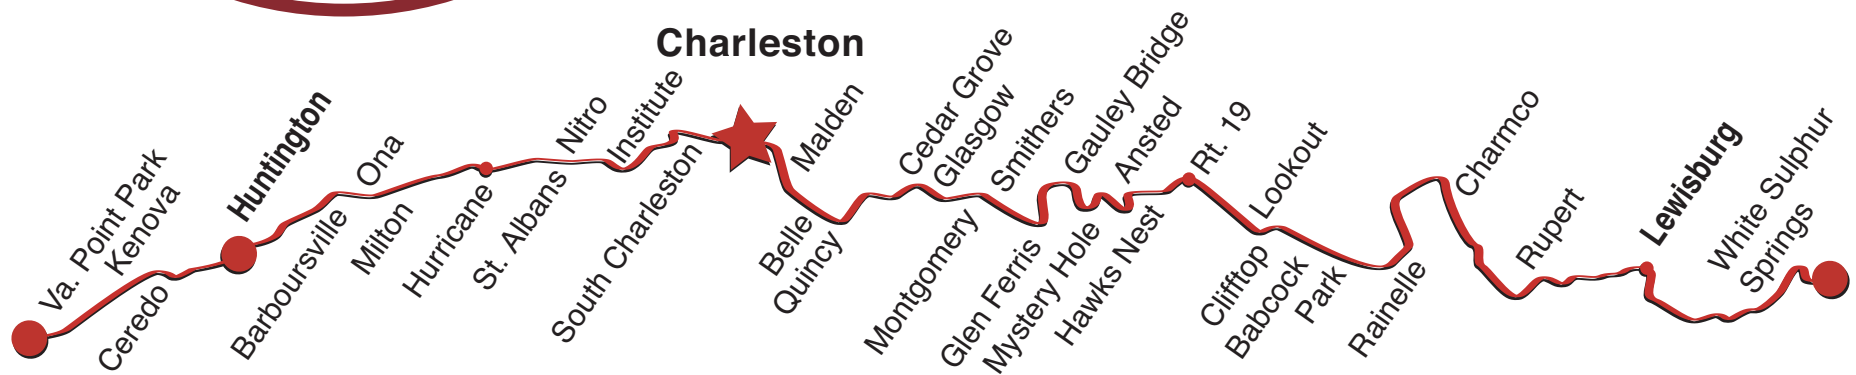 Charleston
Va. Point Park
Kenova
Ceredo
Huntington
Barboursville
Ona
Milton
Hurricane
St. Albans
Nitro
Institute
South Charleston
Malden
Belle
Quincy
Cedar Grove
Glasgow
Montgomery
Smithers
Glen Ferris
Gauley Bridge
Mystery Hole
Hawks Nest
Ansted
Rt. 19
Lookout
Clifftop
Babcock
Park
Rainelle
Charmco
Rupert
Lewisburg
White Sulphur
Springs